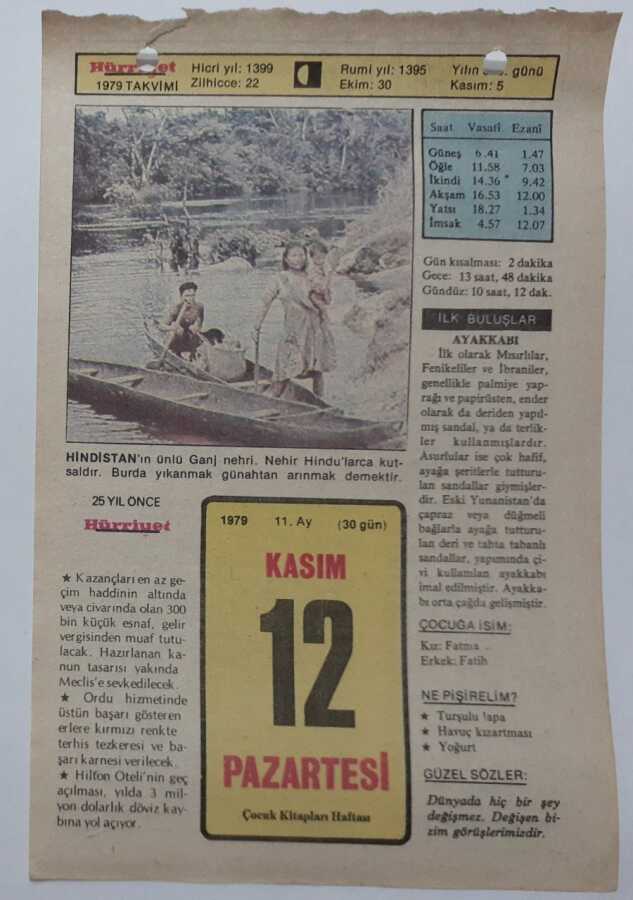 Hürriyet
1979 TAKVİMİ
Hicri yıl: 1399
Zilhicce: 22
Rumi yıl: 1395
Ekim: 30
Yılın günü
Kasım: 5
Saat Vasatî Ezanî
Güneş 6.41 1.47
Öğle 11.58 7.03
İkindi 14.36 9.42
Akşam 16.53 12.00
Yatsı 18.27 1.34
İmsak 4.57 12.07
Gün kısalması: 2 dakika
Gece: 13 saat, 48 dakika
Gündüz: 10 saat, 12 dak.
HİNDİSTAN'ın ünlü Ganj nehri. Nehir Hindu'larca kut-
saldır. Burda yıkanmak günahtan arınmak demektir.
İLK BULUŞLAR
AYAKKABI
İlk olarak Mısırlılar,
Fenikeliler ve İbraniler,
genellikle palmiye yap-
rağı ve papirüsten, ender
olarak da deriden yapıl-
mış sandal, ya da terlik-
ler kullanmışlardır.
Asurlular ise çok hafif,
ayağa şeritlerle tutturu-
lan sandallar giymişler-
dir. Eski Yunanistan'da
çapraz veya düğmeli
bağlarla ayağa tutturu-
lan deri ve tahta tabanlı
sandallar, yapımında çi-
vi kullanılan ayakkabı
imal edilmiştir. Ayakka-
bı orta çağda gelişmiştir.
ÇOCUĞA İSİM:
Kız: Fatma
Erkek: Fatih
NE PİŞİRELİM?
★ Turşulu lapa
★ Havuç kızartması
★ Yoğurt
GÜZEL SÖZLER:
Dünyada hiç bir şey
değişmez. Değişen bi-
zim görüşlerimizdir.
25 YIL ÖNCE
Hürriyet
★ Kazançları en az ge-
çim haddinin altında
veya civarında olan 300
bin küçük esnaf, gelir
vergisinden muaf tutu-
lacak. Hazırlanan ka-
nun tasarısı yakında
Meclis'e sevkedilecek.
★ Ordu hizmetinde
üstün başarı gösteren
erlere kırmızı renkte
terhis tezkeresi ve ba-
şarı karnesi verilecek.
★ Hilton Oteli'nin geç
açılması, yılda 3 mil-
yon dolarlık döviz kay-
bına yol açıyor.
1979 11. Ay (30 gün)
KASIM
12
PAZARTESİ
Çocuk Kitapları Haftası